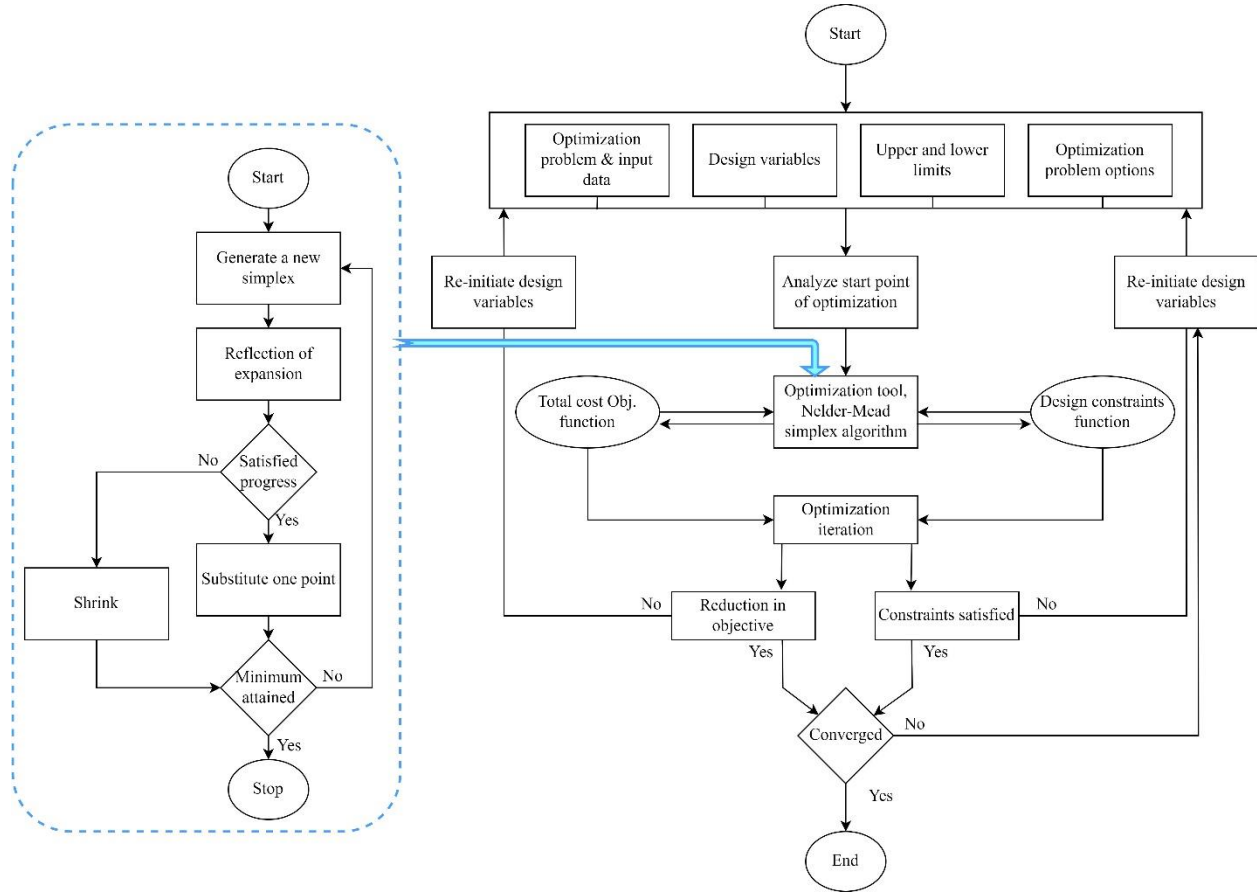 Start
Generate a new
simplex
Reflection of
expansion
Satisfied
progress
No
Yes
Substitute one point
Shrink
Minimum
attained
No
Yes
Stop
Start
Optimization
problem & input
data
Design variables
Upper and lower
limits
Optimization
problem options
Re-initiate design
variables
Analyze start point
of optimization
Re-initiate design
variables
Total cost Obj.
function
Optimization tool,
Nelder-Mead
simplex algorithm
Design constraints
function
Optimization
iteration
No
Reduction in
objective
Constraints satisfied
No
Yes
Yes
Converged
No
Yes
End